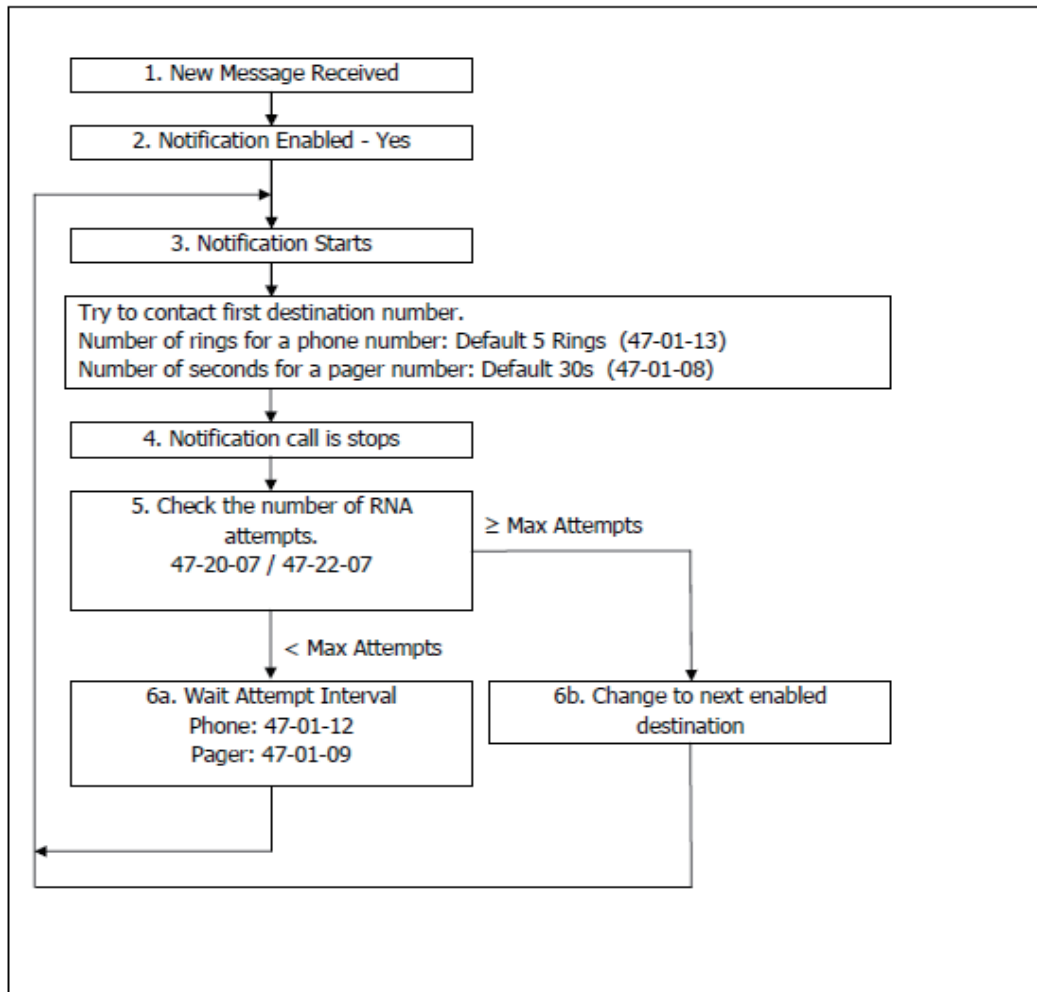 1. New Message Received
2. Notification Enabled - Yes
3. Notification Starts
Try to contact first destination number.
Number of rings for a phone number: Default 5 Rings (47-01-13)
Number of seconds for a pager number: Default 30s (47-01-08)
4. Notification call is stops
5. Check the number of RNA
attempts.
47-20-07 / 47-22-07
≥ Max Attempts
< Max Attempts
6a. Wait Attempt Interval
Phone: 47-01-12
Pager: 47-01-09
6b. Change to next enabled
destination